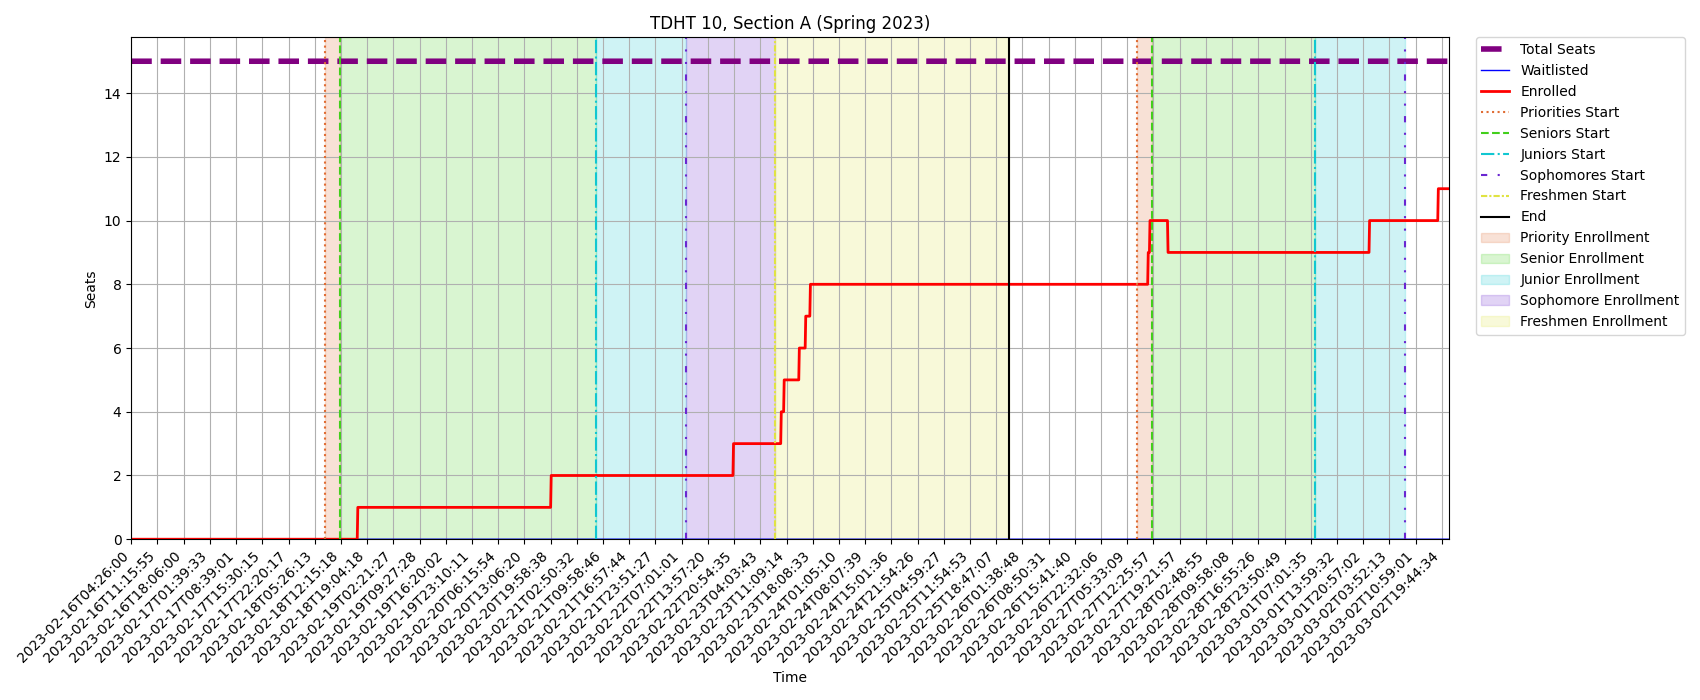 TDHT 10, Section A (Spring 2023)
Total Seats
Waitlisted
Enrolled
Priorities Start
Seniors Start
Juniors Start
Sophomores Start
Freshmen Start
End
Priority Enrollment
Senior Enrollment
Junior Enrollment
Sophomore Enrollment
Freshmen Enrollment
Seats
14
12
10
8
6
4
2
0
2023-02-16T04:26:00
2023-02-16T11:15:55
2023-02-16T18:06:00
2023-02-17T01:39:33
2023-02-17T08:39:01
2023-02-17T15:30:15
2023-02-17T22:20:17
2023-02-18T05:26:13
2023-02-18T12:15:18
2023-02-18T19:04:18
2023-02-19T02:21:27
2023-02-19T09:27:28
2023-02-19T16:20:02
2023-02-19T23:10:11
2023-02-20T06:15:54
2023-02-20T13:06:20
2023-02-20T19:58:38
2023-02-21T02:50:32
2023-02-21T09:58:46
2023-02-21T16:57:44
2023-02-21T23:51:27
2023-02-22T07:01:01
2023-02-22T13:57:20
2023-02-22T20:54:35
2023-02-23T04:03:43
2023-02-23T11:09:14
2023-02-23T18:08:33
2023-02-24T01:05:10
2023-02-24T08:07:39
2023-02-24T15:01:36
2023-02-24T21:54:26
2023-02-25T04:59:27
2023-02-25T11:54:53
2023-02-25T18:47:07
2023-02-26T01:38:48
2023-02-26T08:50:31
2023-02-26T15:41:40
2023-02-26T22:32:06
2023-02-27T05:33:09
2023-02-27T12:25:57
2023-02-27T19:21:57
2023-02-28T02:48:55
2023-02-28T09:58:08
2023-02-28T16:55:26
2023-02-28T23:50:49
2023-03-01T07:01:35
2023-03-01T13:59:32
2023-03-01T20:57:02
2023-03-02T03:52:13
2023-03-02T10:59:01
2023-03-02T19:44:34
Time